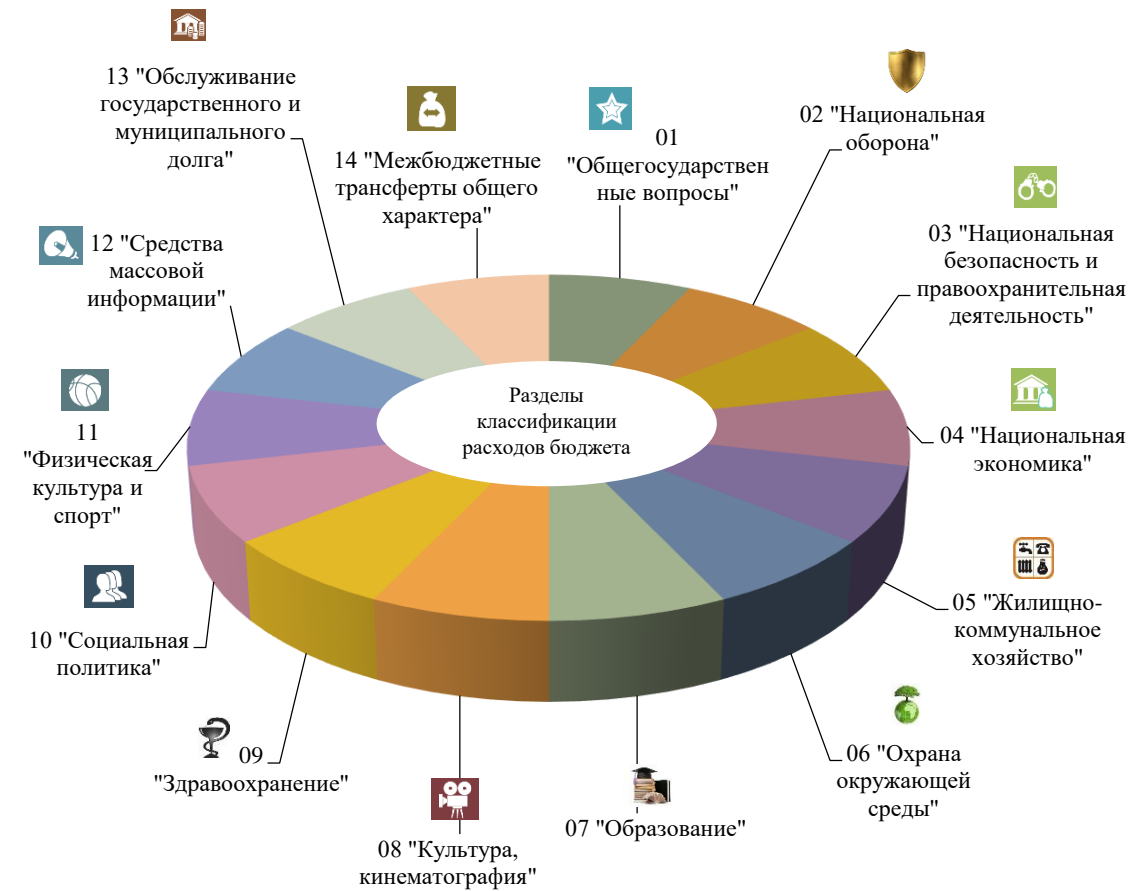 13 "Обслуживание
государственного и
муниципального
долга"
14 "Межбюджетные
трансферты общего
характера"
01
"Общегосударствен
ные вопросы"
02 "Национальная
оборона"
03 "Национальная
безопасность и
правоохранительная
деятельность"
04 "Национальная
экономика"
05 "Жилищно-
коммунальное
хозяйство"
06 "Охрана
окружающей
среды"
07 "Образование"
08 "Культура,
кинематография"
09
"Здравоохранение"
10 "Социальная
политика"
11
"Физическая
культура и
спорт"
12 "Средства
массовой
информации"
Разделы
классификации
расходов бюджета